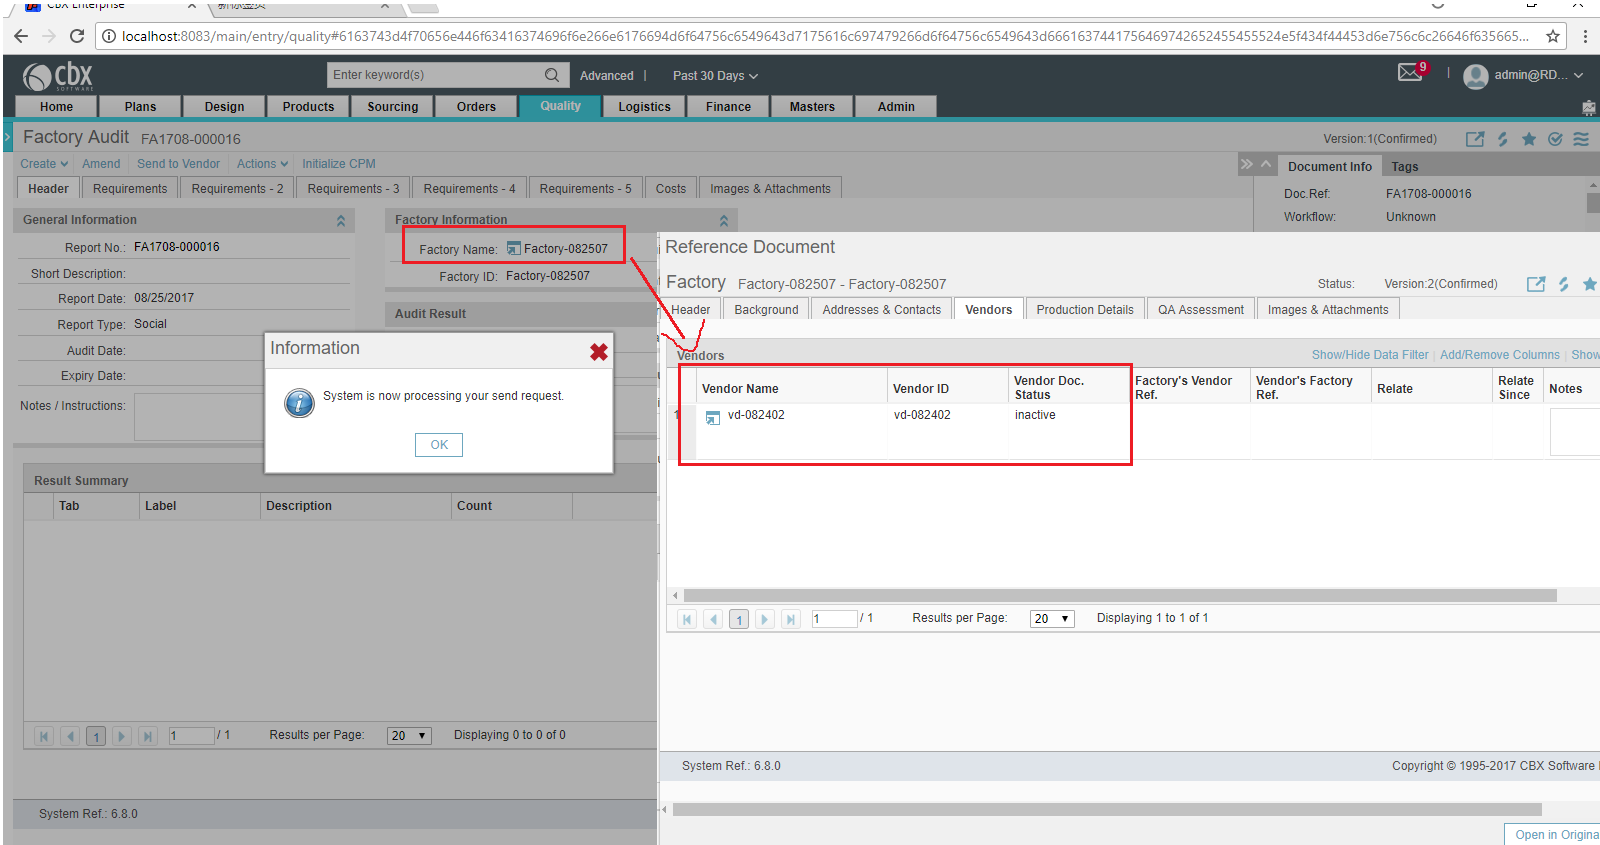 CBX Enterprise
localhost:8083/main/entry/quality#6163743d4f70656e446f63416374696f6e266e6176694d6f64756c6549643d7175616c697479266d6f64756c6549643d666163744175646974265245545552 4e5f434f44453d6e756c6c26646f635665...
cbx
SOFTWARE
Enter keyword(s)
Advanced |
Past 30 Days
9
admin@RD...
Home Plans Design Products Sourcing Orders Quality Logistics Finance Masters Admin
Factory Audit FA1708-000016
Version:1(Confirmed)
Create Amend Send to Vendor Actions Initialize CPM
Document Info Tags
Header Requirements Requirements - 2 Requirements - 3 Requirements - 4 Requirements - 5 Costs Images & Attachments
Doc.Ref: FA1708-000016
Workflow: Unknown
General Information
Report No.: FA1708-000016
Short Description:
Report Date: 08/25/2017
Report Type: Social
Audit Date:
Expiry Date:
Notes / Instructions:
Factory Information
Factory Name: Factory-082507
Factory ID: Factory-082507
Audit Result
Information
System is now processing your send request.
OK
Result Summary
Tab Label Description Count
1 1 / 1 Results per Page: 20 Displaying 0 to 0 of 0
System Ref.: 6.8.0
Reference Document
Factory Factory-082507 - Factory-082507
Status: Version:2(Confirmed)
Header Background Addresses & Contacts Vendors Production Details QA Assessment Images & Attachments
Vendors
Show/Hide Data Filter | Add/Remove Columns | Show
Vendor Name Vendor ID Vendor Doc. Status Factory's Vendor Ref. Vendor's Factory Ref. Relate Relate Since Notes
1 vd-082402 vd-082402 inactive
1 1 / 1 Results per Page: 20 Displaying 1 to 1 of 1
System Ref.: 6.8.0
Copyright © 1995-2017 CBX Software
Open in Origina